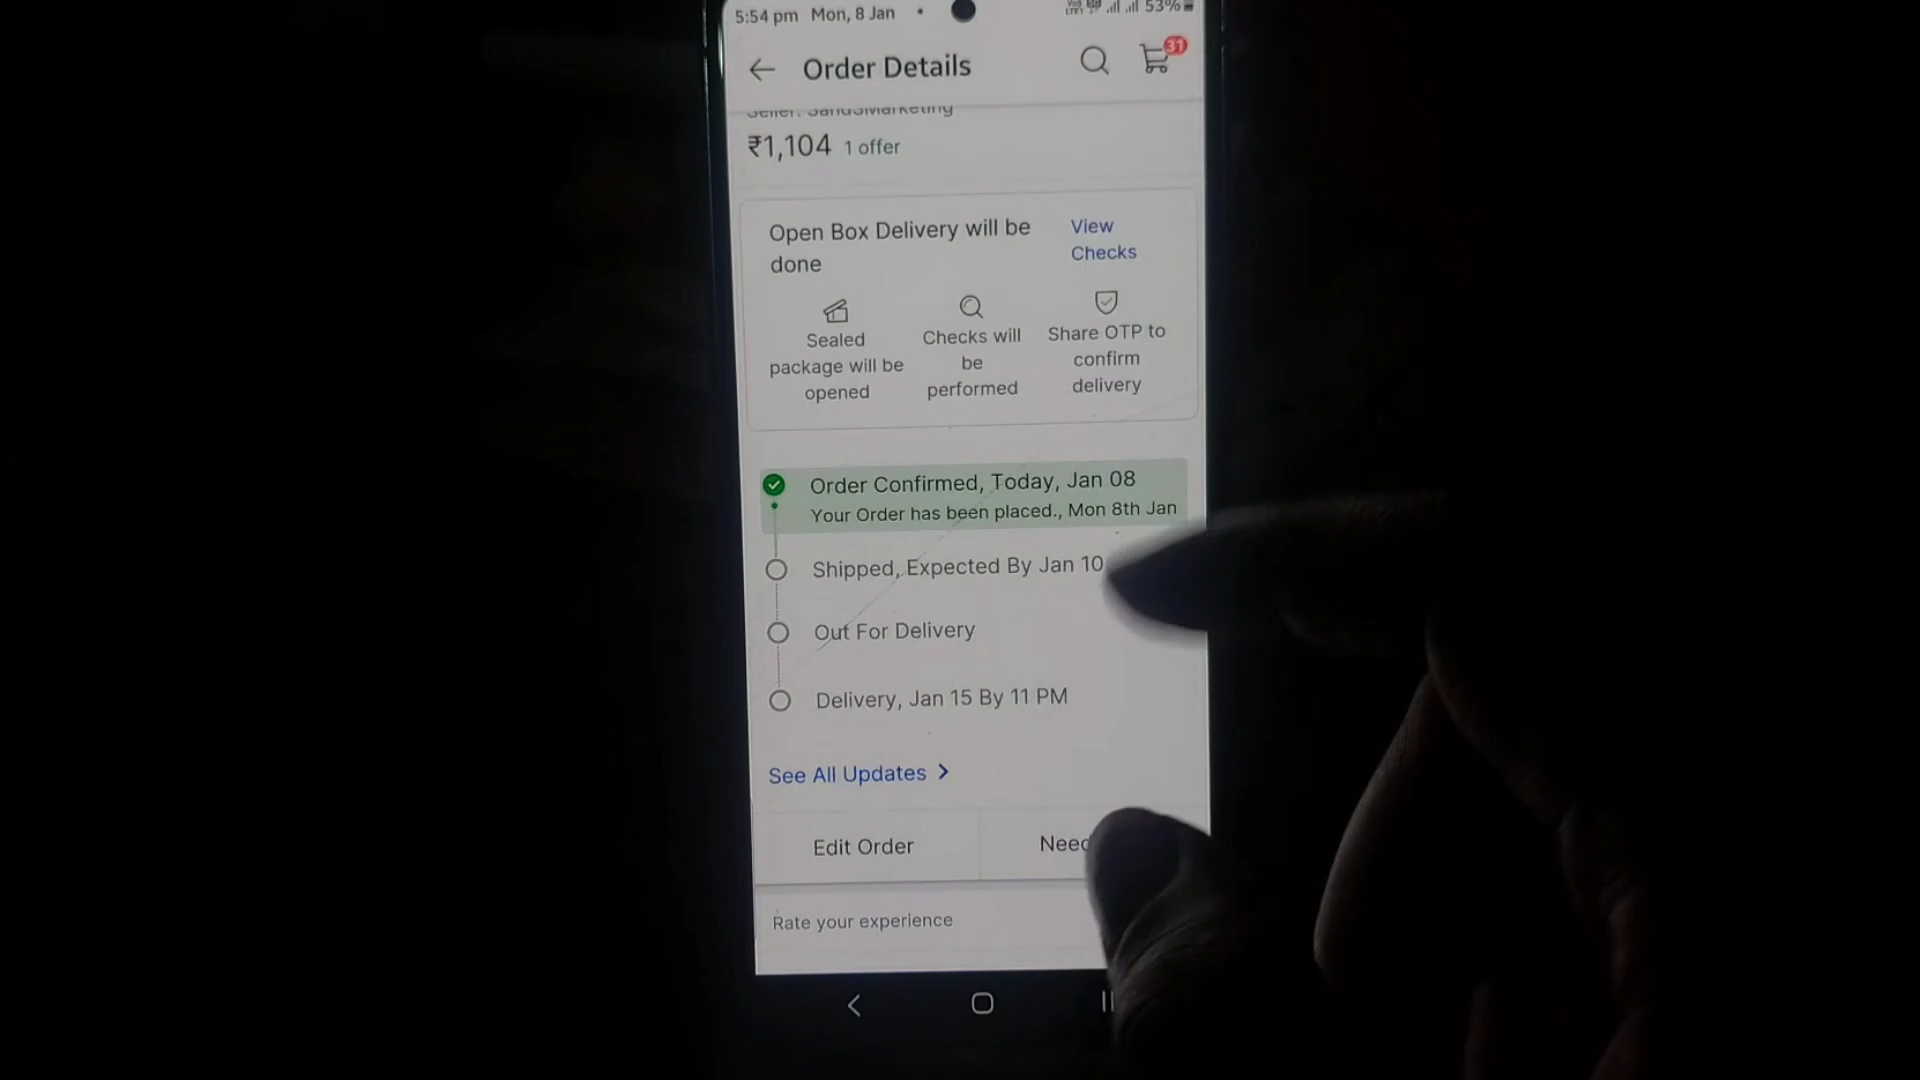 5:54 pm Mon, 8 Jan
53%
Order Details
31
Seller: SandSMarketing
₹1,104 1 offer
Open Box Delivery will be done
View Checks
Sealed package will be opened
Checks will be performed
Share OTP to confirm delivery
Order Confirmed, Today, Jan 08
Your Order has been placed., Mon 8th Jan
Shipped, Expected By Jan 10
Out For Delivery
Delivery, Jan 15 By 11 PM
See All Updates
Edit Order
Need
Rate your experience